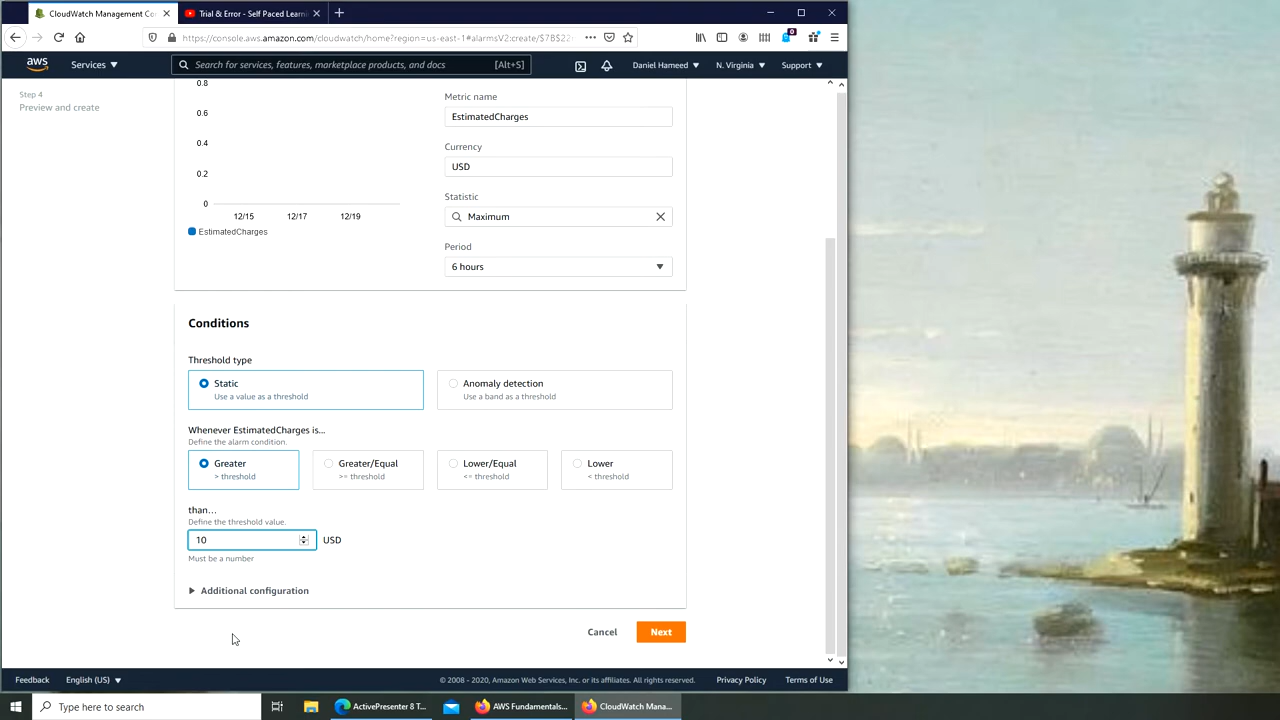 CloudWatch Management Co
Trial & Error - Self Paced Learni
https://console.aws.amazon.com/cloudwatch/home?region=us-east-1#alarmsV2:create/$7B$22
0
aws
Services
Search for services, features, marketplace products, and docs
[Alt+S]
Daniel Hameed
N. Virginia
Support
Step 4
Preview and create
0.8
0.6
0.4
0.2
0
12/15
12/17
12/19
EstimatedCharges
Metric name
EstimatedCharges
Currency
USD
Statistic
Maximum
Period
6 hours
Conditions
Threshold type
Static
Use a value as a threshold
Anomaly detection
Use a band as a threshold
Whenever EstimatedCharges is...
Define the alarm condition.
Greater
> threshold
Greater/Equal
>= threshold
Lower/Equal
<= threshold
Lower
< threshold
than...
Define the threshold value.
10
USD
Must be a number
Additional configuration
Cancel
Next
Feedback
English (US)
© 2008 - 2020, Amazon Web Services, Inc. or its affiliates. All rights reserved.
Privacy Policy
Terms of Use
Type here to search
ActivePresenter 8 T...
AWS Fundamentals...
CloudWatch Mana...